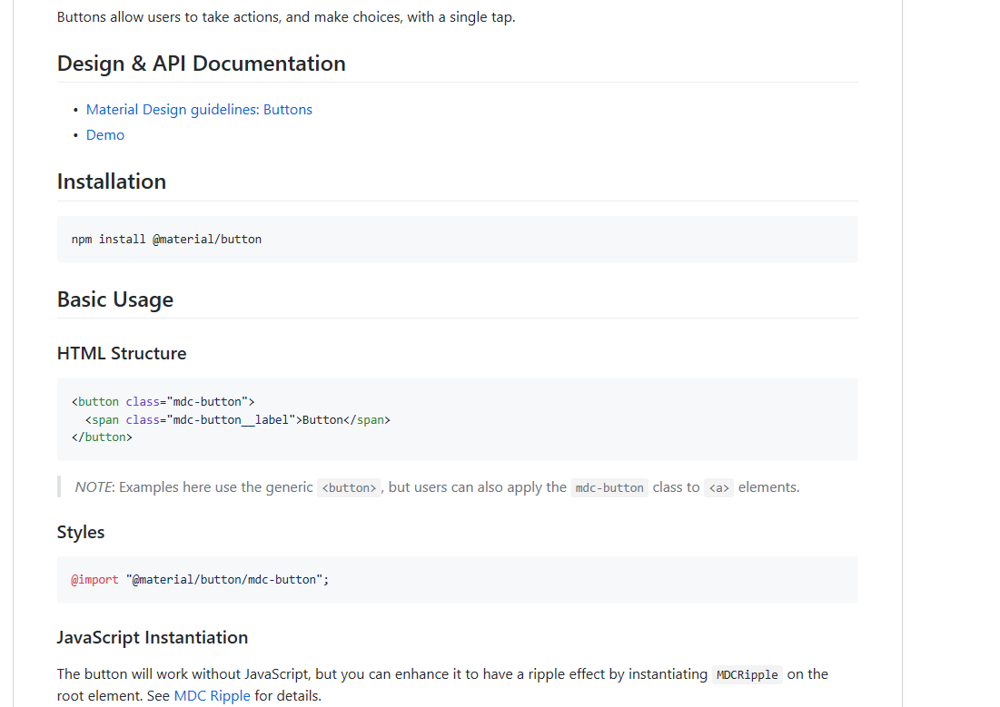 Buttons allow users to take actions, and make choices, with a single tap.
Design & API Documentation
• Material Design guidelines: Buttons
• Demo
Installation
npm install @material/button
Basic Usage
HTML Structure
<button class="mdc-button">
  <span class="mdc-button__label">Button</span>
</button>
NOTE: Examples here use the generic <button>, but users can also apply the mdc-button class to <a> elements.
Styles
@import "@material/button/mdc-button";
JavaScript Instantiation
The button will work without JavaScript, but you can enhance it to have a ripple effect by instantiating MDCRipple on the
root element. See MDC Ripple for details.